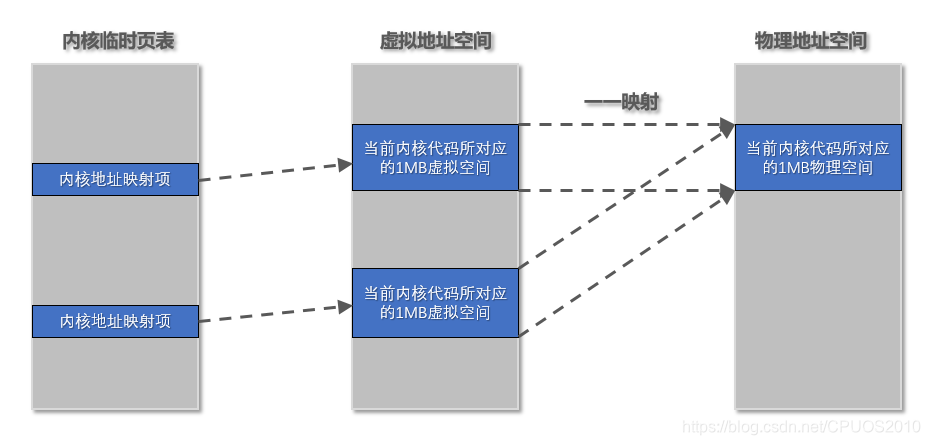 内核临时页表
虚拟地址空间
物理地址空间
一一映射
当前内核代码所对应
的1MB虚拟空间
当前内核代码所对应
的1MB物理空间
内核地址映射项
当前内核代码所对应
的1MB虚拟空间
内核地址映射项
https://blog.csdn.net/CPUOS2010